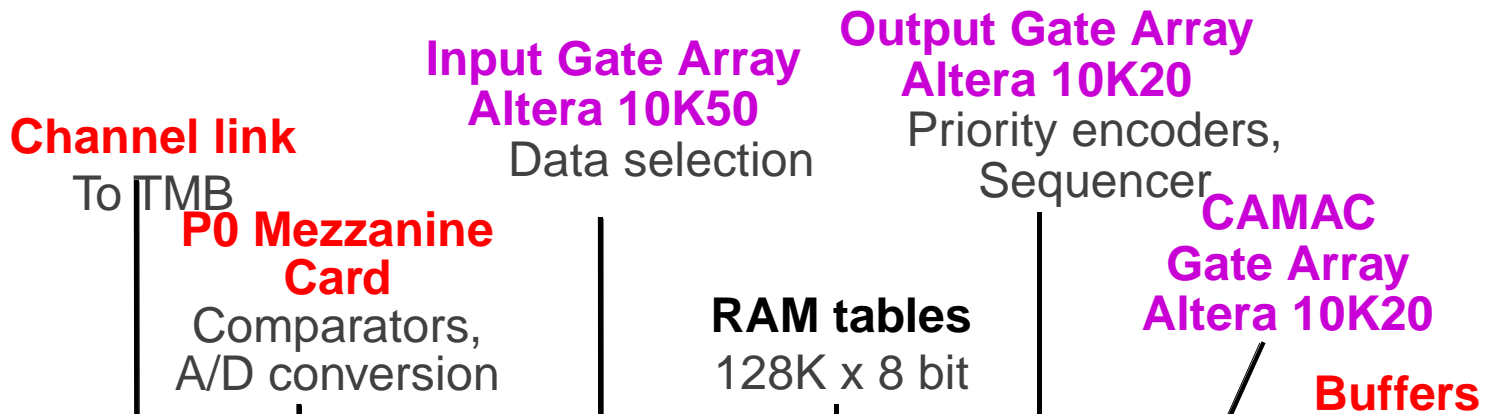 Channel link
To TMB
P0 Mezzanine
Card
Comparators,
A/D conversion
Input Gate Array
Altera 10K50
Data selection
RAM tables
128K x 8 bit
Output Gate Array
Altera 10K20
Priority encoders,
Sequencer
CAMAC
Gate Array
Altera 10K20
Buffers